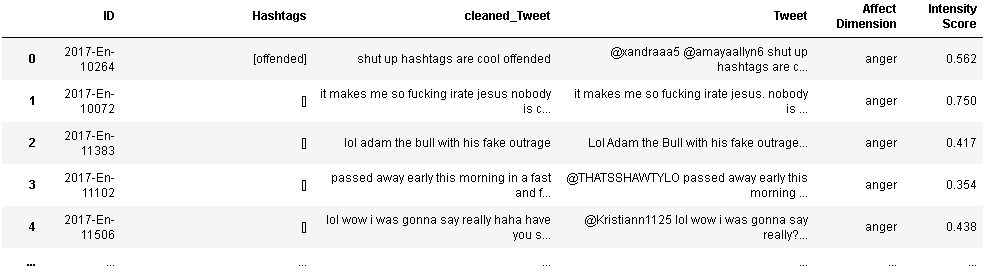 ID Hashtags cleaned_Tweet Tweet Affect Dimension Intensity Score
0 2017-En-10264 [offended] shut up hashtags are cool offended @xandraaa5 @amayaallyn6 shut up hashtags are c... anger 0.562
1 2017-En-10072 [] it makes me so fucking irate jesus nobody is c... it makes me so fucking irate jesus. nobody is ... anger 0.750
2 2017-En-11383 [] lol adam the bull with his fake outrage Lol Adam the Bull with his fake outrage... anger 0.417
3 2017-En-11102 [] passed away early this morning in a fast and f... @THATSSHAWTYLO passed away early this morning ... anger 0.354
4 2017-En-11506 [] lol wow i was gonna say really haha have you s... @Kristiann1125 lol wow i was gonna say really?... anger 0.438
... ... ... ... ... ... ...